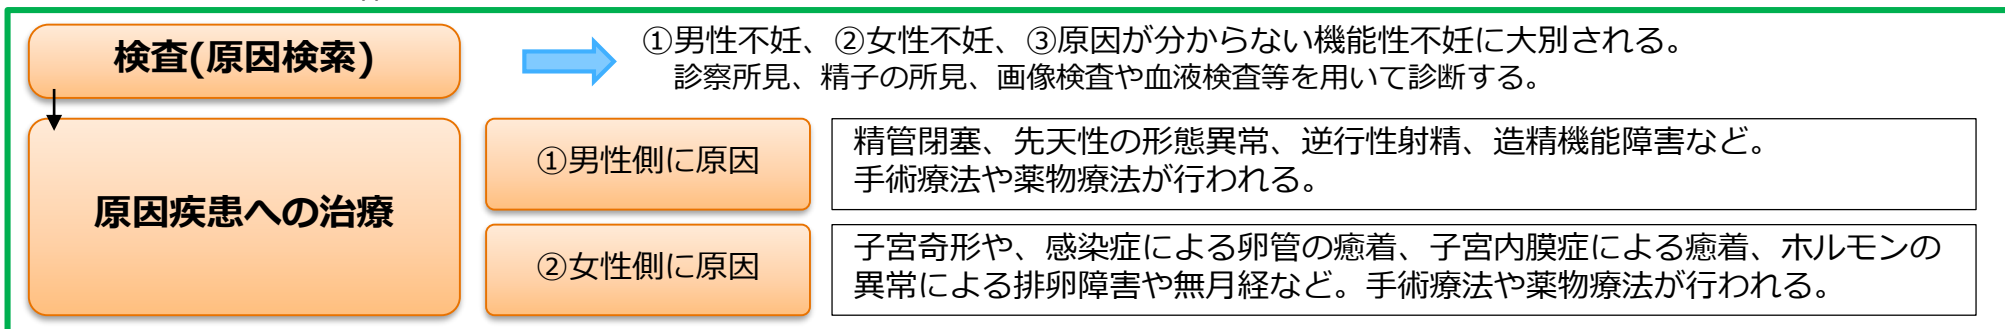 検査(原因検索)
①男性不妊、②女性不妊、③原因が分からない機能性不妊に大別される。
診察所見、精子の所見、画像検査や血液検査等を用いて診断する。
原因疾患への治療
①男性側に原因
精管閉塞、先天性の形態異常、逆行性射精、造精機能障害など。
手術療法や薬物療法が行われる。
②女性側に原因
子宮奇形や、感染症による卵管の癒着、子宮内膜症による癒着、ホルモンの
異常による排卵障害や無月経など。手術療法や薬物療法が行われる。